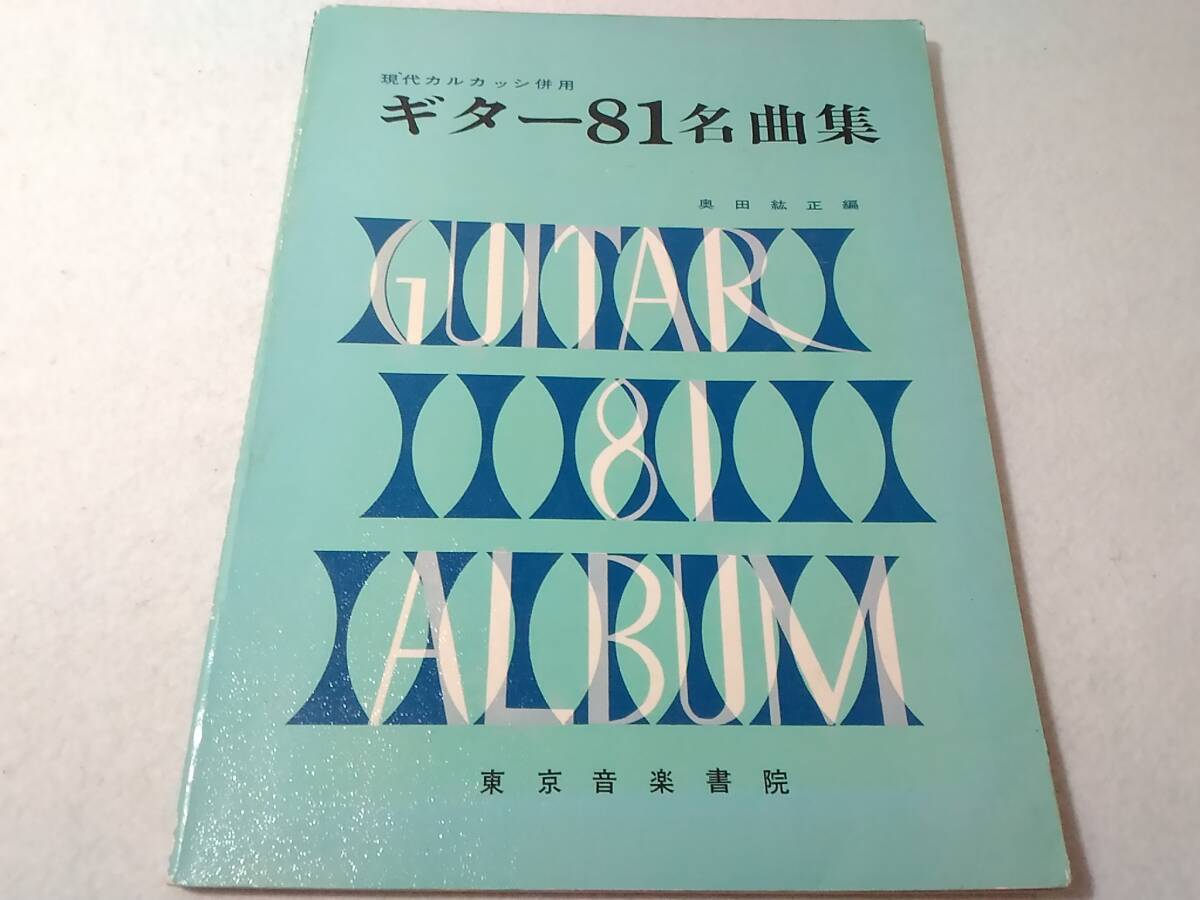 現代カルカッシ併用
ギター81名曲集
奥田紘正編
GUITAR
81
ALBUM
東京音楽書院